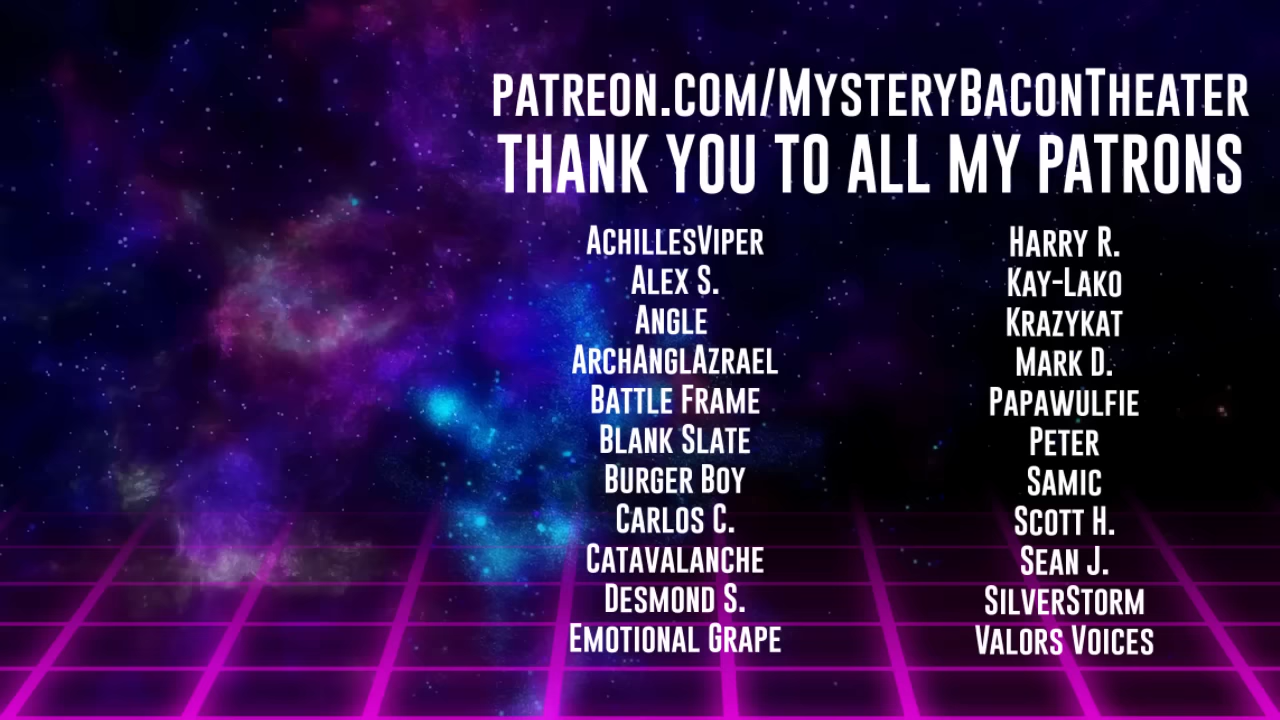 patreon.com/MysteryBaconTheater
THANK YOU TO ALL MY PATRONS
AchillesViper
Alex S.
Angle
ArchAnglAzrael
Battle Frame
Blank Slate
Burger Boy
Carlos C.
Catavalanche
Desmond S.
Emotional Grape
Harry R.
Kay-Lako
Krazykat
Mark D.
Papawulfie
Peter
Samic
Scott H.
Sean J.
SilverStorm
Valors Voices